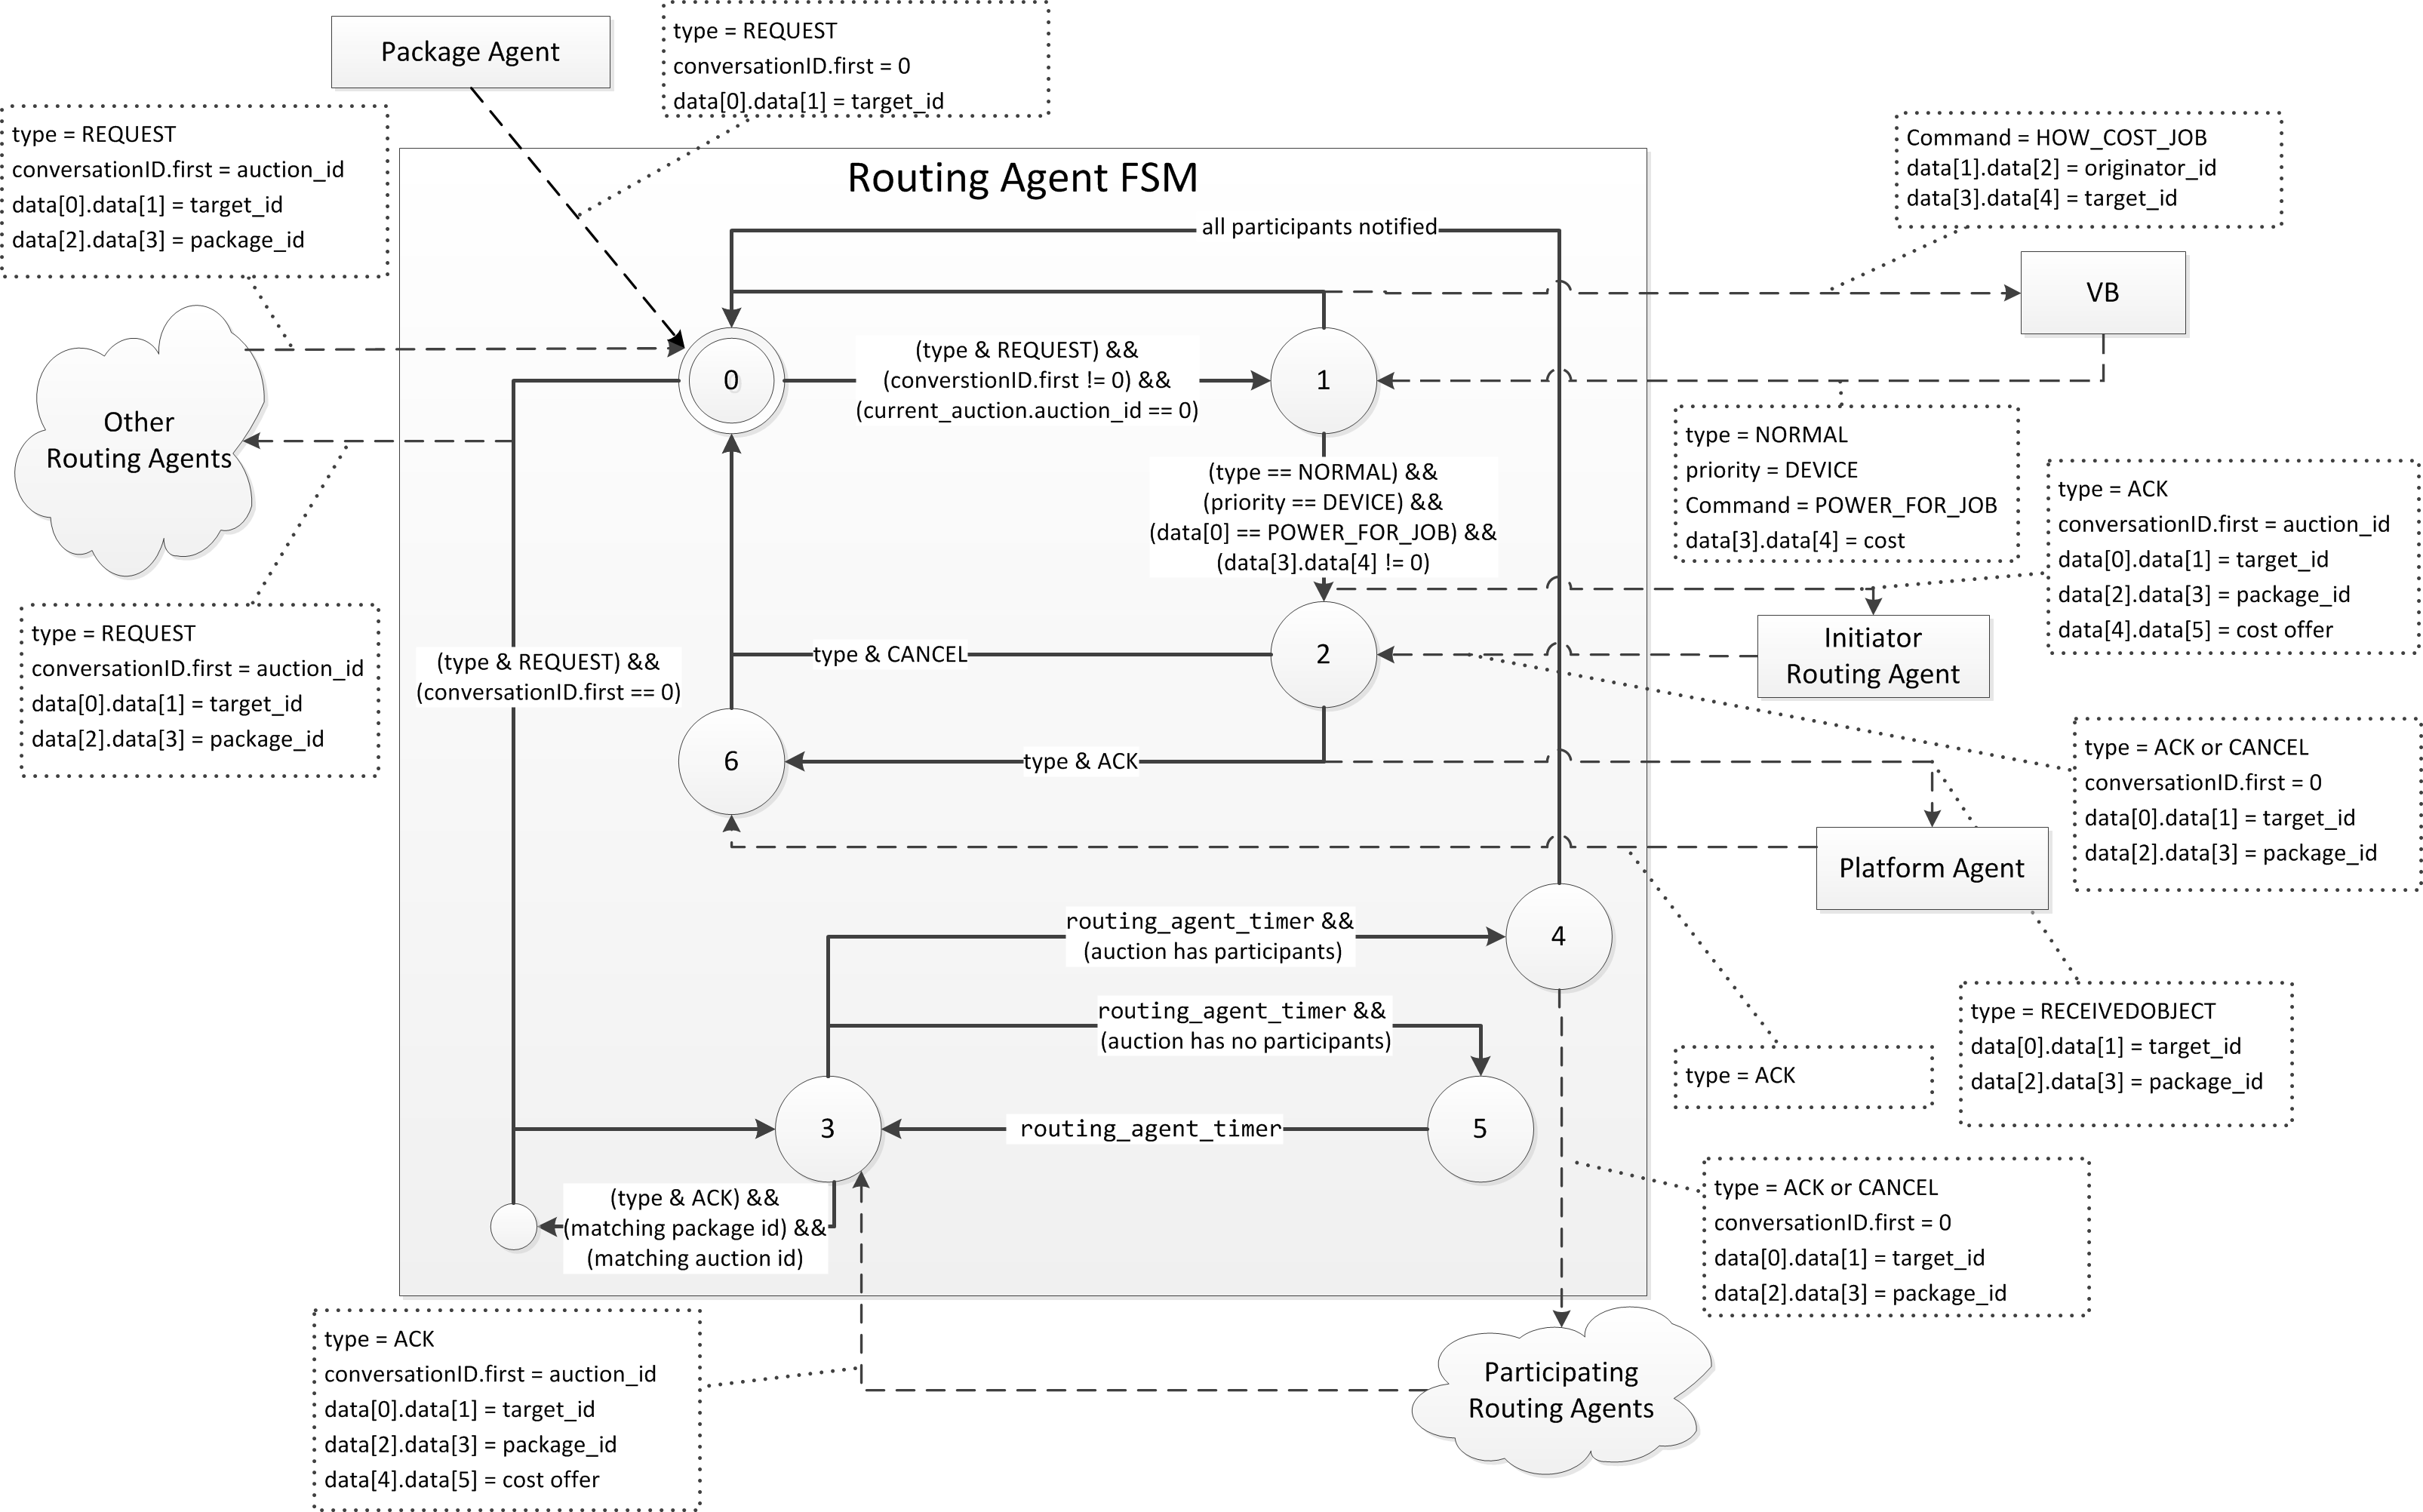 Package Agent
type = REQUEST
conversationID.first = 0
data[0].data[1] = target_id
type = REQUEST
conversationID.first = auction_id
data[0].data[1] = target_id
data[2].data[3] = package_id
Command = HOW_COST_JOB
data[1].data[2] = originator_id
data[3].data[4] = target_id
Routing Agent FSM
all participants notified
VB
(type & REQUEST) &&
(converstionID.first != 0) &&
(current_auction.auction_id == 0)
0
1
Other
Routing Agents
type = NORMAL
priority = DEVICE
Command = POWER_FOR_JOB
data[3].data[4] = cost
(type == NORMAL) &&
(priority == DEVICE) &&
(data[0] == POWER_FOR_JOB) &&
(data[3].data[4] != 0)
type = ACK
conversationID.first = auction_id
data[0].data[1] = target_id
data[2].data[3] = package_id
data[4].data[5] = cost offer
type = REQUEST
conversationID.first = auction_id
data[0].data[1] = target_id
data[2].data[3] = package_id
(type & REQUEST) &&
(conversationID.first == 0)
type & CANCEL
2
Initiator
Routing Agent
6
type & ACK
type = ACK or CANCEL
conversationID.first = 0
data[0].data[1] = target_id
data[2].data[3] = package_id
Platform Agent
routing_agent_timer &&
(auction has participants)
4
routing_agent_timer &&
(auction has no participants)
type = RECEIVEDOBJECT
data[0].data[1] = target_id
data[2].data[3] = package_id
type = ACK
3
routing_agent_timer
5
(type & ACK) &&
(matching package id) &&
(matching auction id)
type = ACK or CANCEL
conversationID.first = 0
data[0].data[1] = target_id
data[2].data[3] = package_id
type = ACK
conversationID.first = auction_id
data[0].data[1] = target_id
data[2].data[3] = package_id
data[4].data[5] = cost offer
Participating
Routing Agents